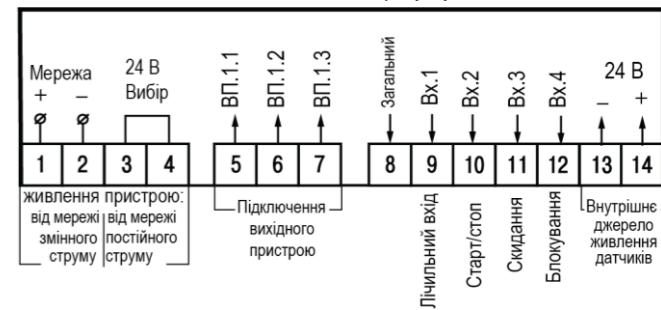 Мережа
+ –
24 В
Вибір
ВП.1.1
ВП.1.2
ВП.1.3
Загальний
Вх.1
Вх.2
Вх.3
Вх.4
24 В
– +
1 2 3 4 5 6 7 8 9 10 11 12 13 14
живлення пристрою:
від мережі
змінного
струму
від мережі
постійного
струму
Підключення
вихідного
пристрою
Лічильний вхід
Старт/стоп
Скидання
Блокування
Внутрішнє
джерело
живлення
датчиків